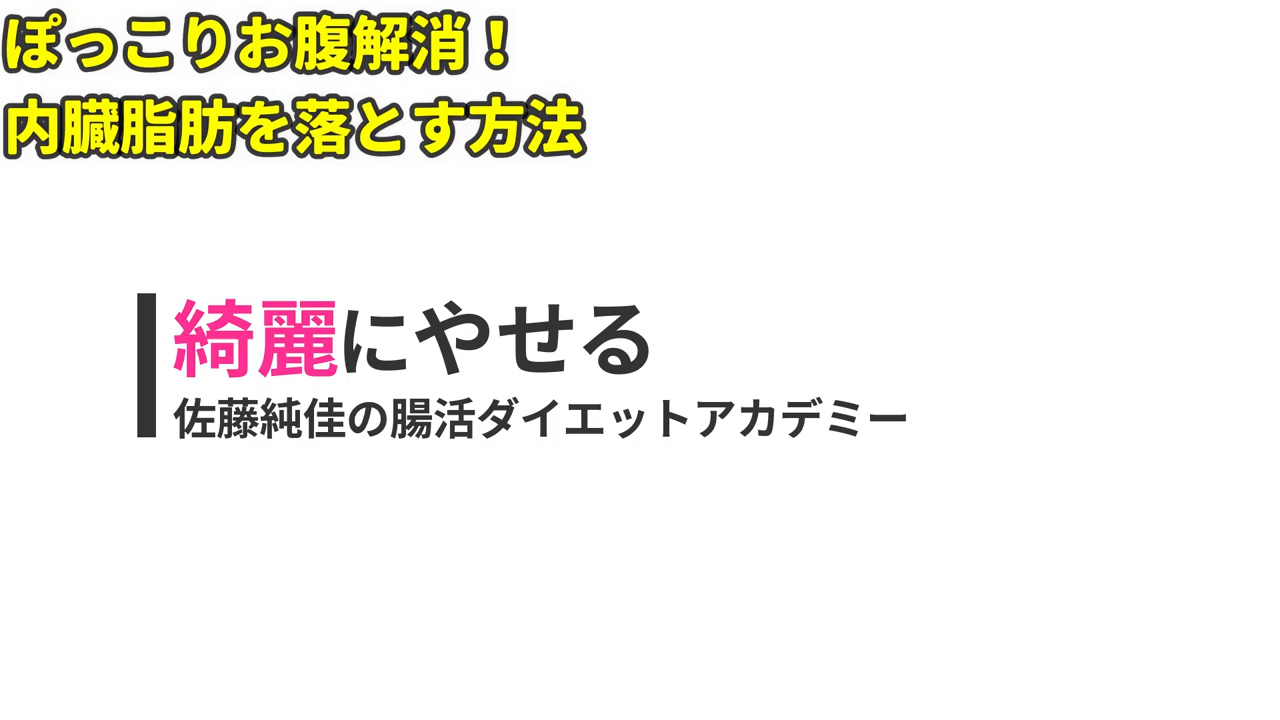 ぽっこりお腹解消！
内臓脂肪を落とす方法
綺麗にやせる
佐藤純佳の腸活ダイエットアカデミー